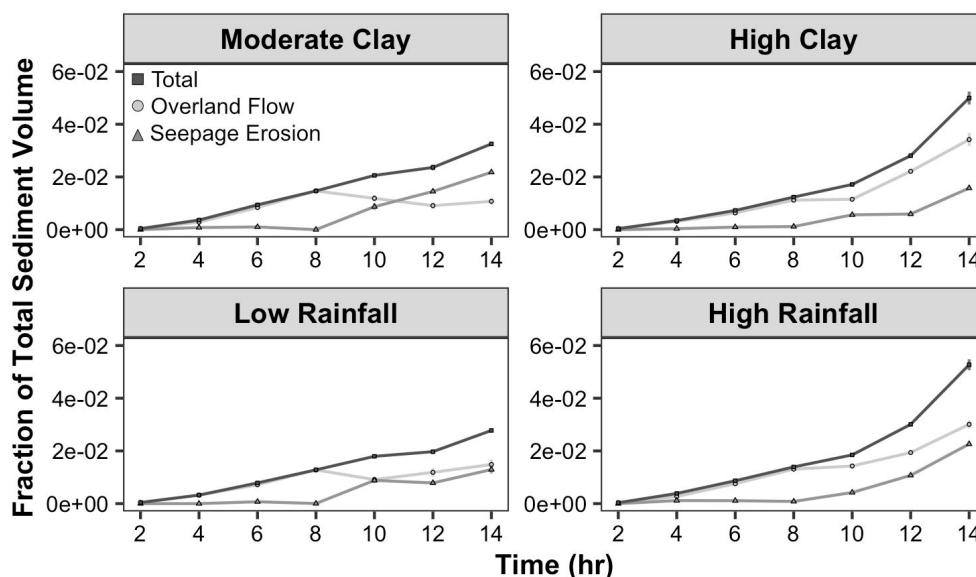 Fraction of Total Sediment Volume
Moderate Clay
6e-02
4e-02
2e-02
0e+00
Total
Overland Flow
Seepage Erosion
2 4 6 8 10 12 14
High Clay
6e-02
4e-02
2e-02
0e+00
2 4 6 8 10 12 14
Low Rainfall
6e-02
4e-02
2e-02
0e+00
2 4 6 8 10 12 14
High Rainfall
6e-02
4e-02
2e-02
0e+00
2 4 6 8 10 12 14
Time (hr)